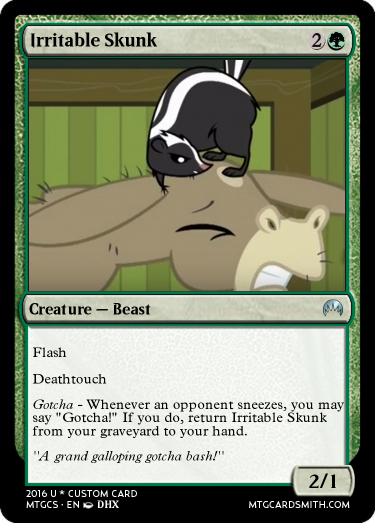 Irritable Skunk 2
Creature — Beast
Flash
Deathtouch
Gotcha - Whenever an opponent sneezes, you may
say "Gotcha!" If you do, return Irritable Skunk
from your graveyard to your hand.
"A grand galloping gotcha bash!"
2/1
2016 U * CUSTOM CARD
MTGCS · EN DHX
MTGCARDSMITH.COM